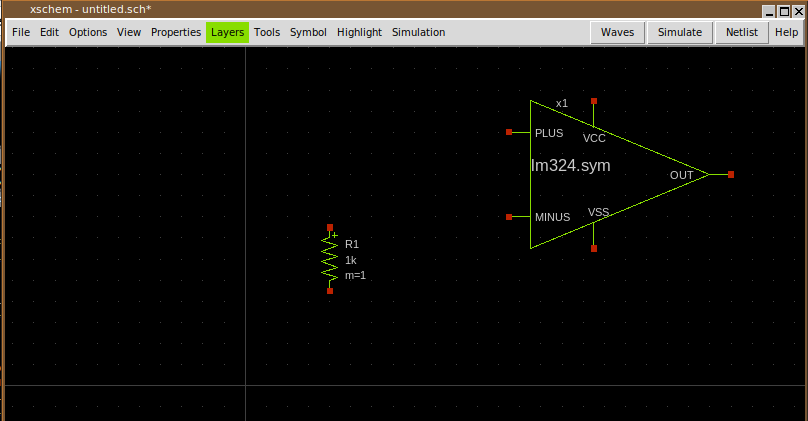 xschem - untitled.sch*
File Edit Options View Properties Layers Tools Symbol Highlight Simulation Waves Simulate Netlist Help
x1
PLUS
VCC
lm324.sym
OUT
MINUS
VSS
+
R1
1k
m=1